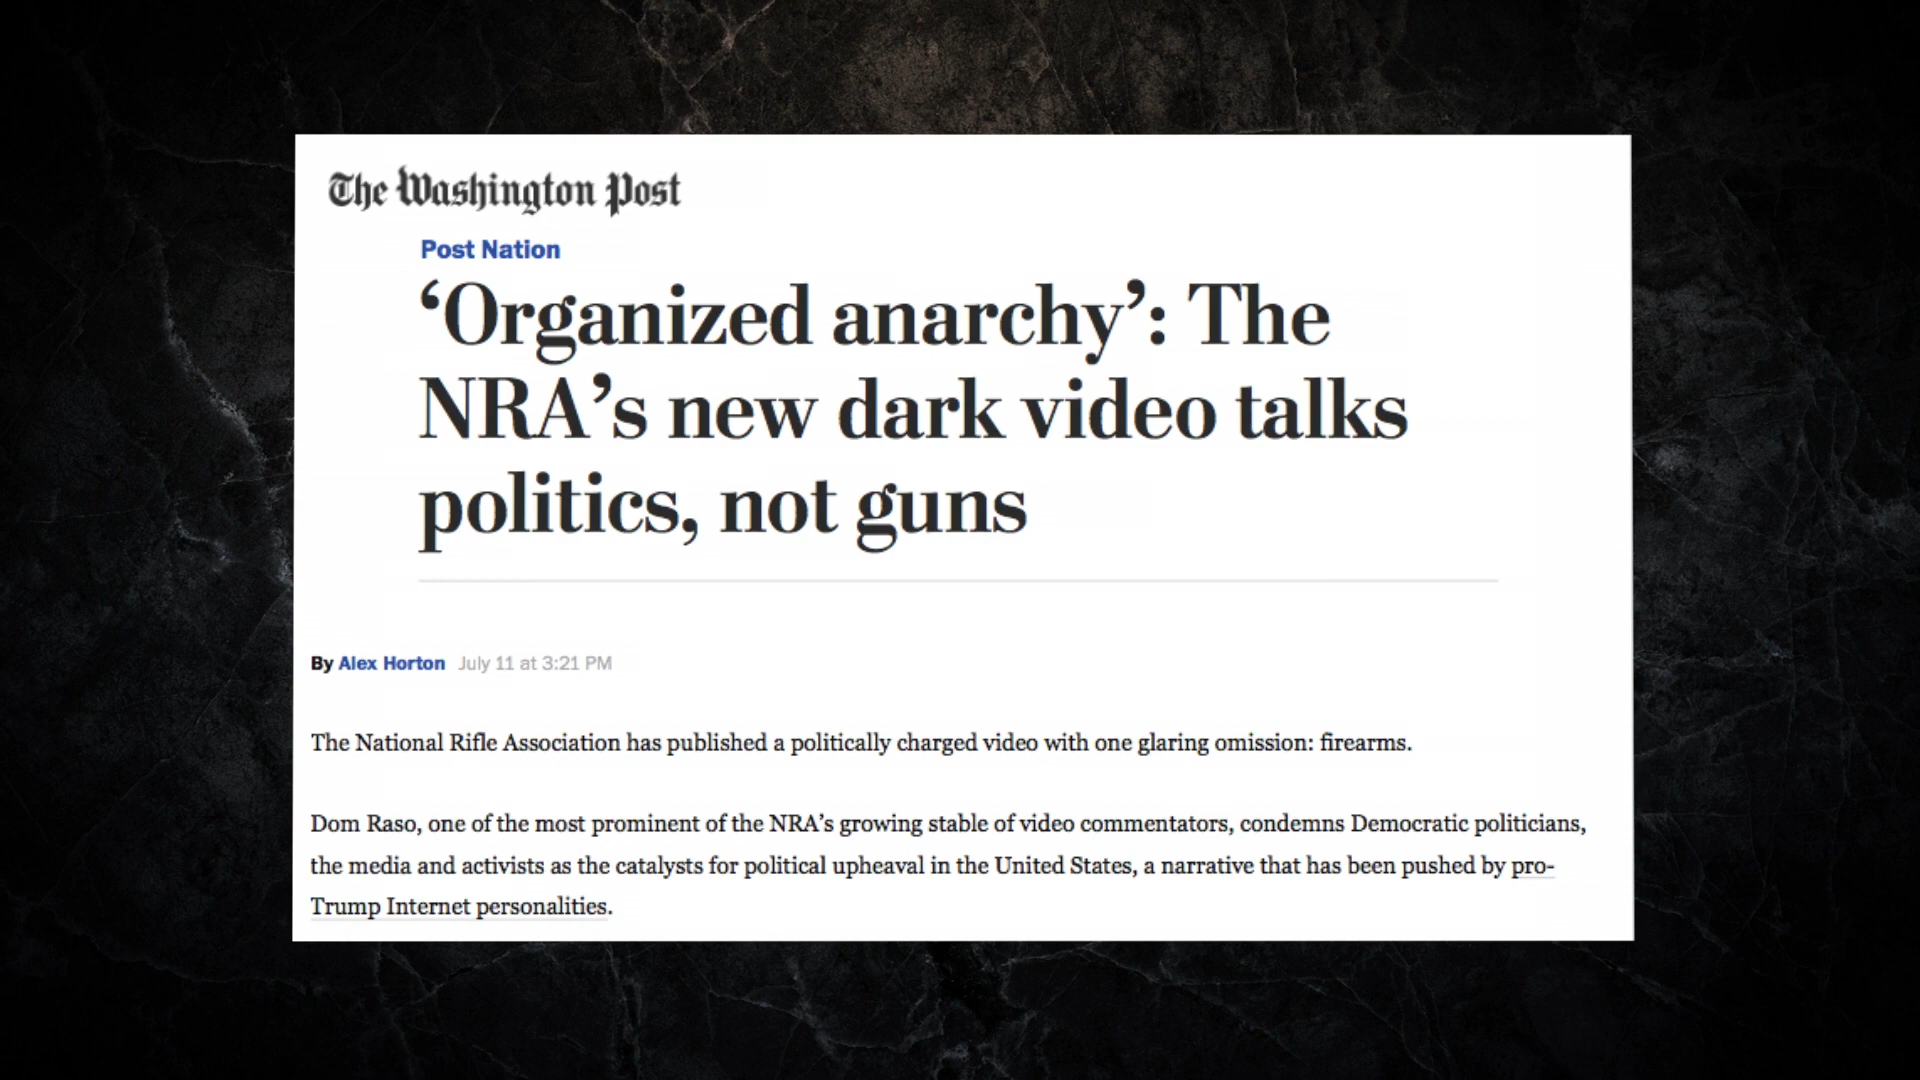 The Washington Post
Post Nation
‘Organized anarchy’: The
NRA’s new dark video talks
politics, not guns
By Alex Horton July 11 at 3:21 PM
The National Rifle Association has published a politically charged video with one glaring omission: firearms.
Dom Raso, one of the most prominent of the NRA’s growing stable of video commentators, condemns Democratic politicians,
the media and activists as the catalysts for political upheaval in the United States, a narrative that has been pushed by pro-
Trump Internet personalities.